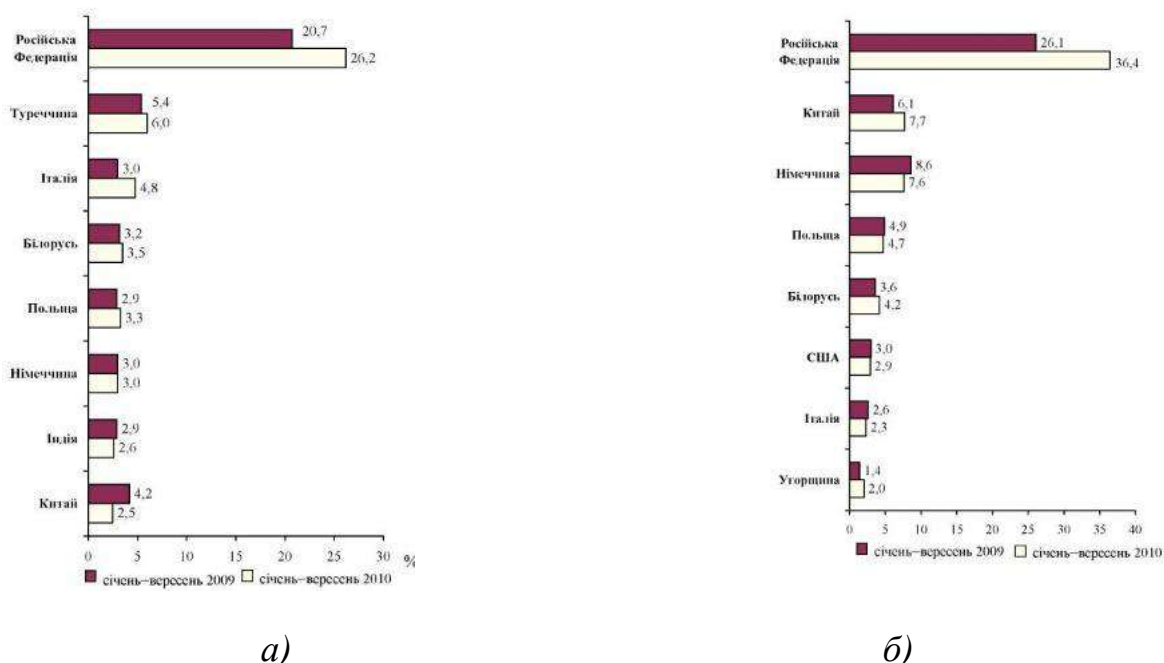 Російська
Федерація
20,7
26,2
Туреччина
5,4
6,0
Італія
3,0
4,8
Білорусь
3,2
3,5
Польща
2,9
3,3
Німеччина
3,0
3,0
Індія
2,9
2,6
Китай
4,2
2,5
0 5 10 15 20 25 30 %
січень–вересень 2009 січень–вересень 2010
а)
Російська
Федерація
26,1
36,4
Китай
6,1
7,7
Німеччина
8,6
7,6
Польща
4,9
4,7
Білорусь
3,6
4,2
США
3,0
2,9
Італія
2,6
2,3
Угорщина
1,4
2,0
0 5 10 15 20 25 30 35 40
січень–вересень 2009 січень–вересень 2010
б)